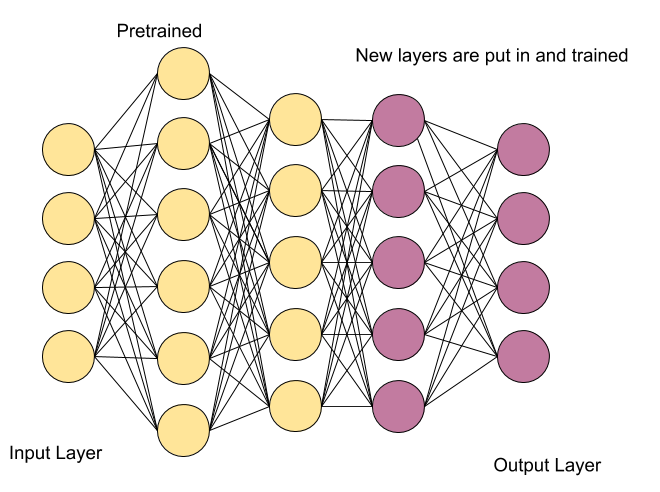 Pretrained
New layers are put in and trained
Input Layer
Output Layer